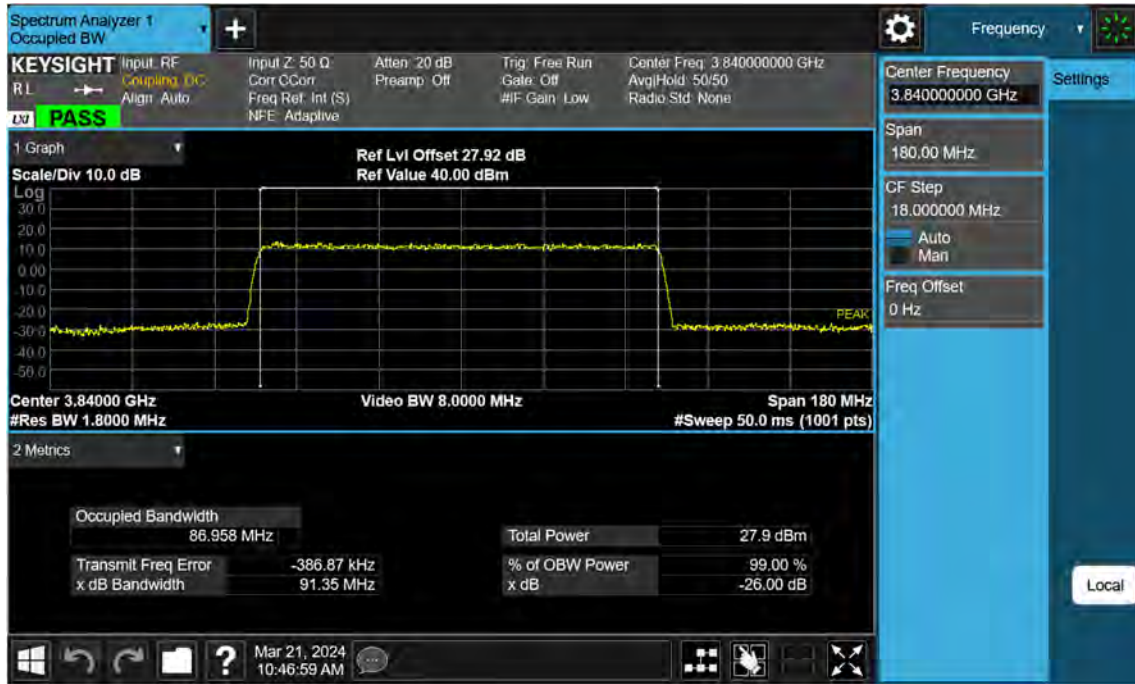 Spectrum Analyzer 1
Occupied BW
+
Frequency
KEYSIGHT
R L
LXI
PASS
Input: RF
Coupling: DC
Align: Auto
Input Z: 50 Ω
Corr CCorr
Freq Ref: Int (S)
NFE: Adaptive
Atten: 20 dB
Preamp: Off
Trig: Free Run
Gate: Off
#IF Gain: Low
Center Freq: 3.840000000 GHz
Avg|Hold: 50/50
Radio Std: None
Center Frequency
3.840000000 GHz
Settings
Span
180.00 MHz
CF Step
18.000000 MHz
Auto
Man
Freq Offset
0 Hz
1 Graph
Scale/Div 10.0 dB
Ref Lvl Offset 27.92 dB
Ref Value 40.00 dBm
Log
30.0
20.0
10.0
0.00
-10.0
-20.0
-30.0
-40.0
-50.0
PEAK
Center 3.84000 GHz
#Res BW 1.8000 MHz
Video BW 8.0000 MHz
Span 180 MHz
#Sweep 50.0 ms (1001 pts)
2 Metrics
Occupied Bandwidth
86.958 MHz
Total Power 27.9 dBm
Transmit Freq Error -386.87 kHz
% of OBW Power 99.00 %
x dB Bandwidth 91.35 MHz
x dB -26.00 dB
Local
?
Mar 21, 2024
10:46:59 AM